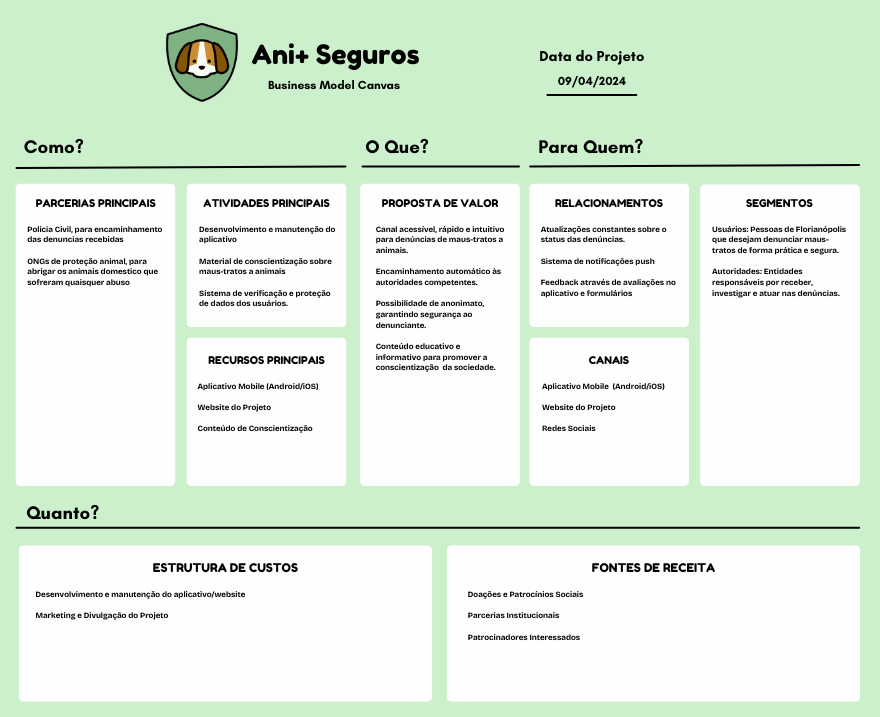 Ani+ Seguros
Business Model Canvas
Data do Projeto
09/04/2024
Como?
O Que?
Para Quem?
PARCERIAS PRINCIPAIS
Policia Civil, para encaminhamento
das denuncias recebidas
ONGs de proteção animal, para
abrigar os animais domestico que
sofreram quaisquer abuso
ATIVIDADES PRINCIPAIS
Desenvolvimento e manutenção do
aplicativo
Material de conscientização sobre
maus-tratos a animais
Sistema de verificação e proteção
de dados dos usuários.
RECURSOS PRINCIPAIS
Aplicativo Mobile (Android/iOS)
Website do Projeto
Conteúdo de Conscientização
PROPOSTA DE VALOR
Canal acessível, rápido e intuitivo
para denúncias de maus-tratos a
animais.
Encaminhamento automático às
autoridades competentes.
Possibilidade de anonimato,
garantindo segurança ao
denunciante.
Conteúdo educativo e
informativo para promover a
conscientização da sociedade.
RELACIONAMENTOS
Atualizações constantes sobre o
status das denúncias.
Sistema de notificações push
Feedback através de avaliações no
aplicativo e formulários
CANAIS
Aplicativo Mobile (Android/iOS)
Website do Projeto
Redes Sociais
SEGMENTOS
Usuários: Pessoas de Florianópolis
que desejam denunciar maus-
tratos de forma prática e segura.
Autoridades: Entidades
responsáveis por receber,
investigar e atuar nas denúncias.
Quanto?
ESTRUTURA DE CUSTOS
Desenvolvimento e manutenção do aplicativo/website
Marketing e Divulgação do Projeto
FONTES DE RECEITA
Doações e Patrocínios Sociais
Parcerias Institucionais
Patrocinadores Interessados